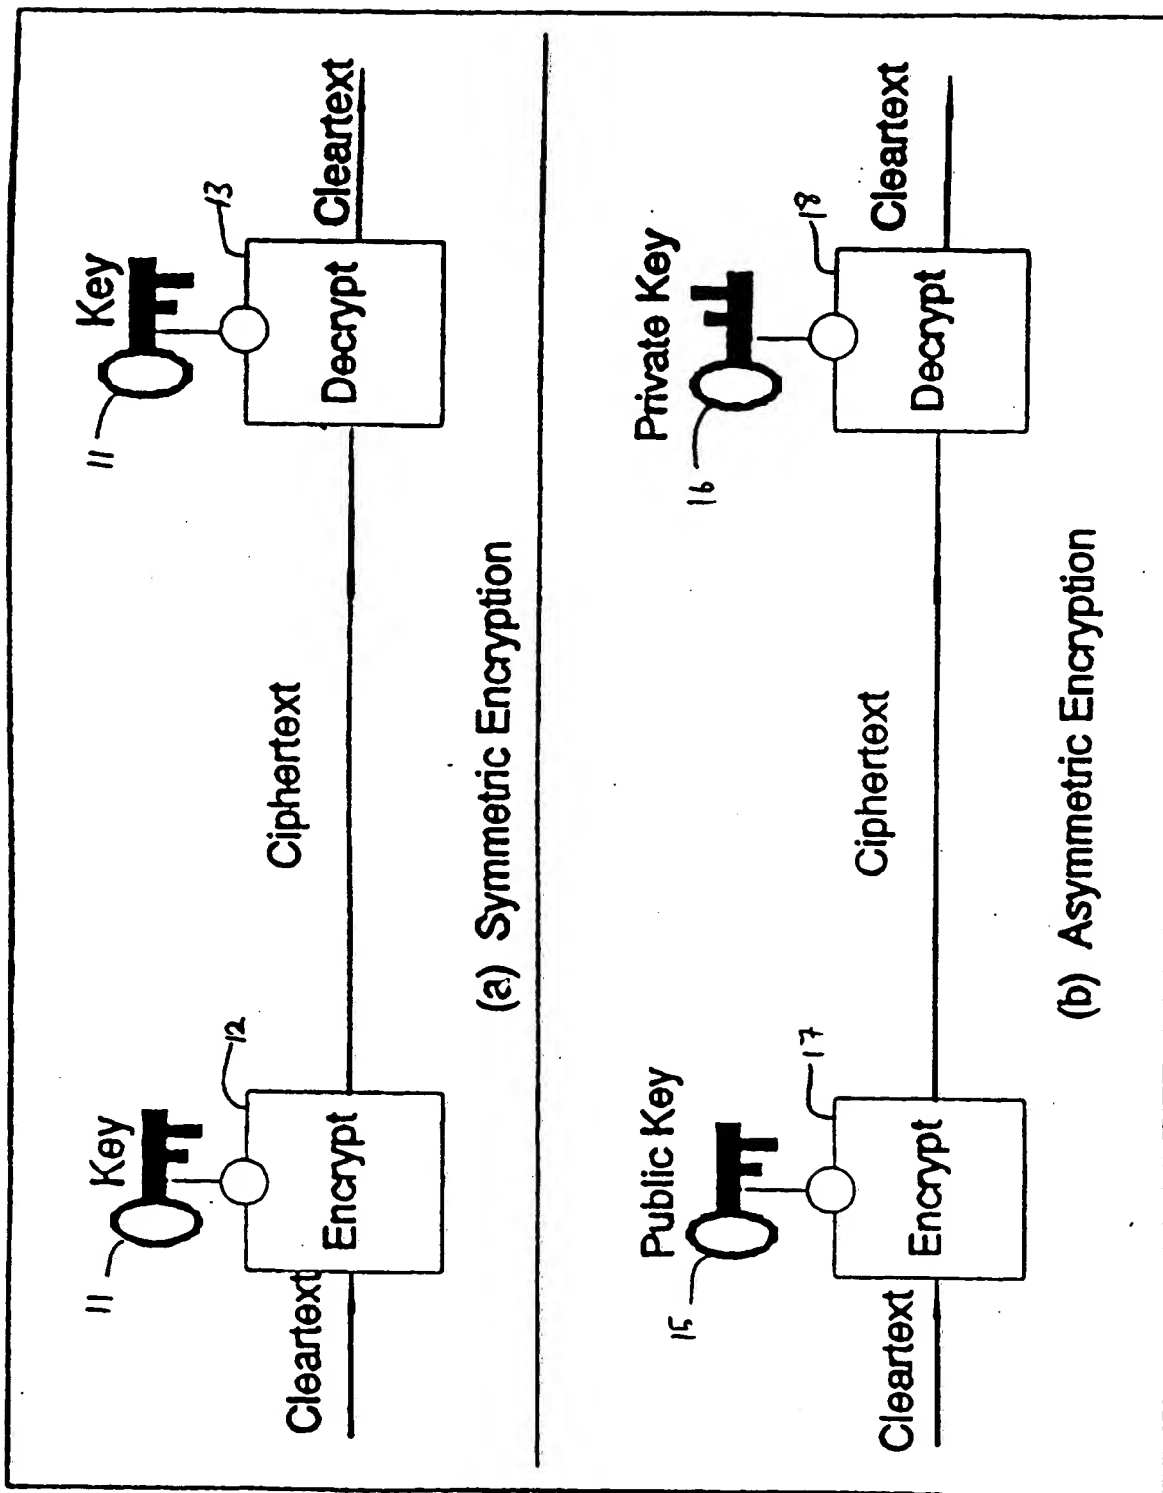 Key
Key
11
12
11
13
Cleartext
Encrypt
Ciphertext
Decrypt
Cleartext
(a) Symmetric Encryption
Public Key
Private Key
15
17
16
18
Cleartext
Encrypt
Ciphertext
Decrypt
Cleartext
(b) Asymmetric Encryption